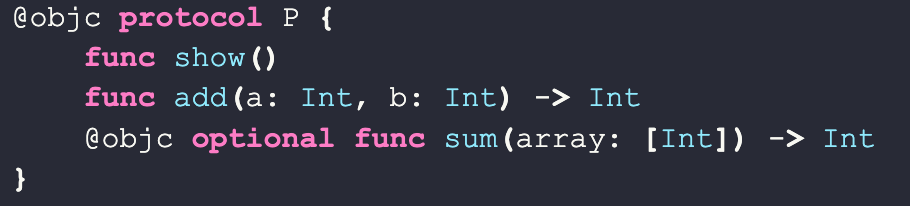 @objc protocol P {
    func show()
    func add(a: Int, b: Int) -> Int
    @objc optional func sum(array: [Int]) -> Int
}